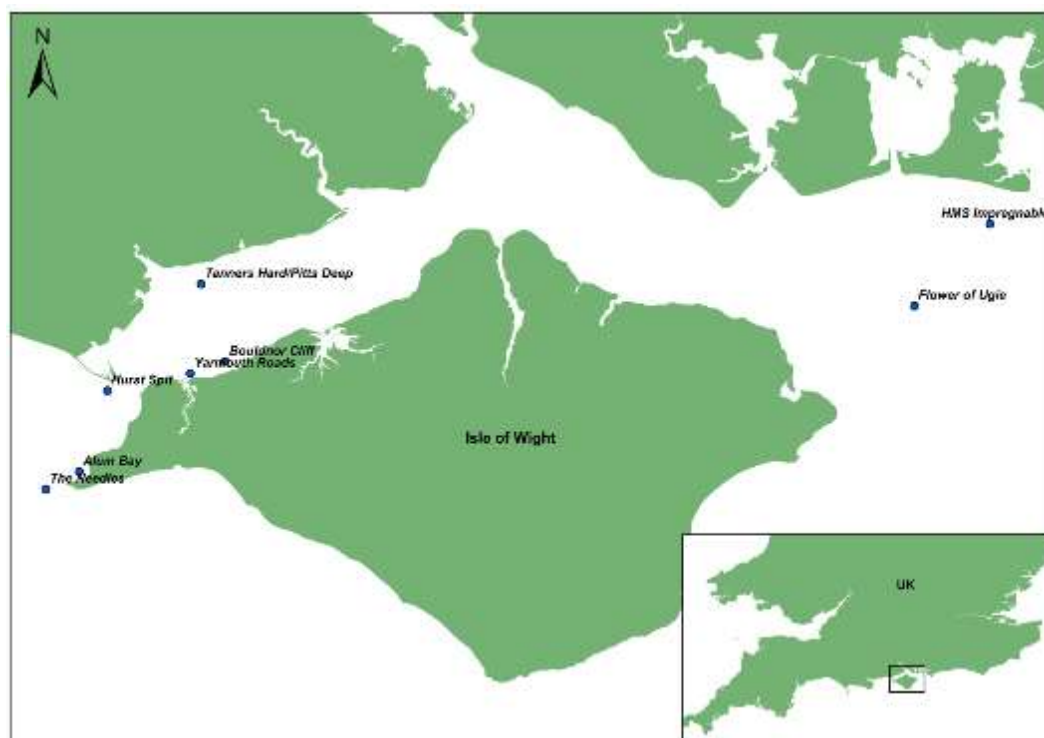 N
HMS Impregnable
Tanners Hard/Pitts Deep
Flower of Ugie
Bouldnor Cliff
Yarmouth Roads
Hurst Spit
Isle of Wight
Alum Bay
The Needles
UK